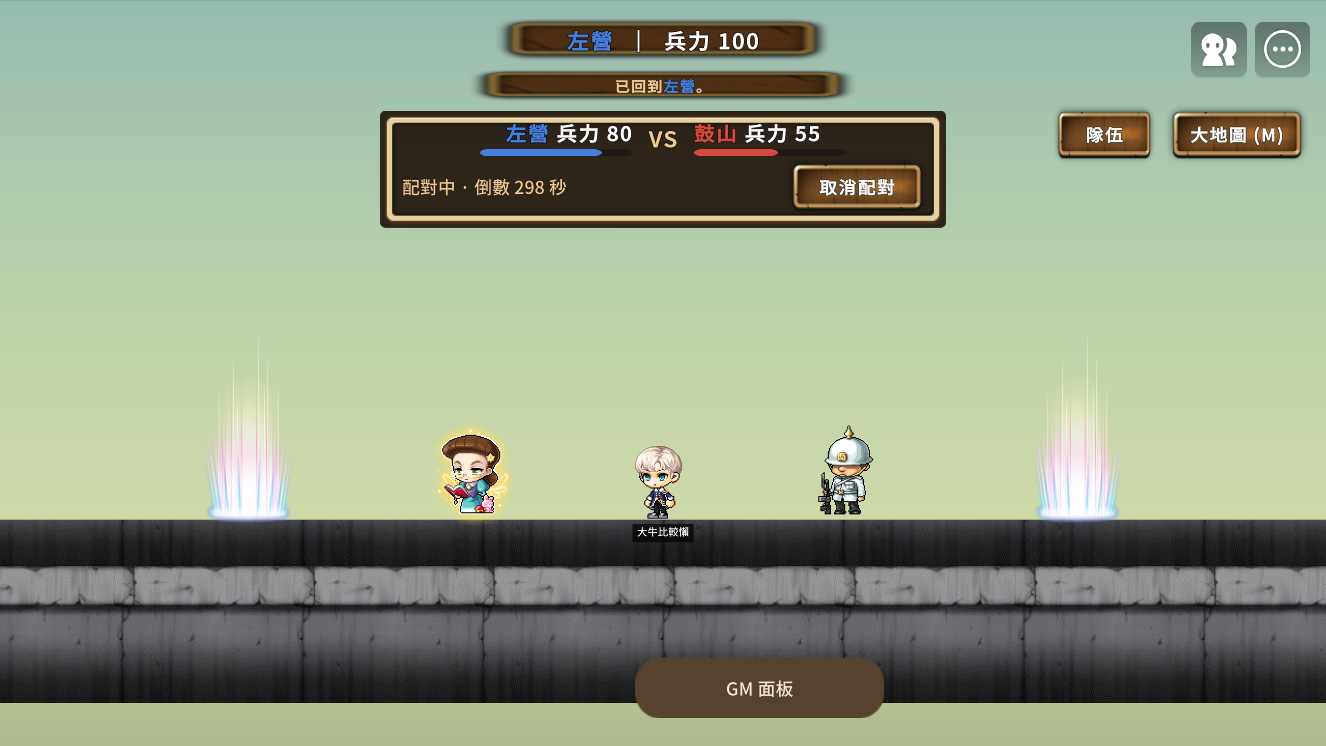 左營 | 兵力 100
已回到左營。
左營 兵力 80 VS 鼓山 兵力 55
配對中 · 倒數 298 秒
取消配對
隊伍
大地圖 (M)
大牛比較懶
GM 面板